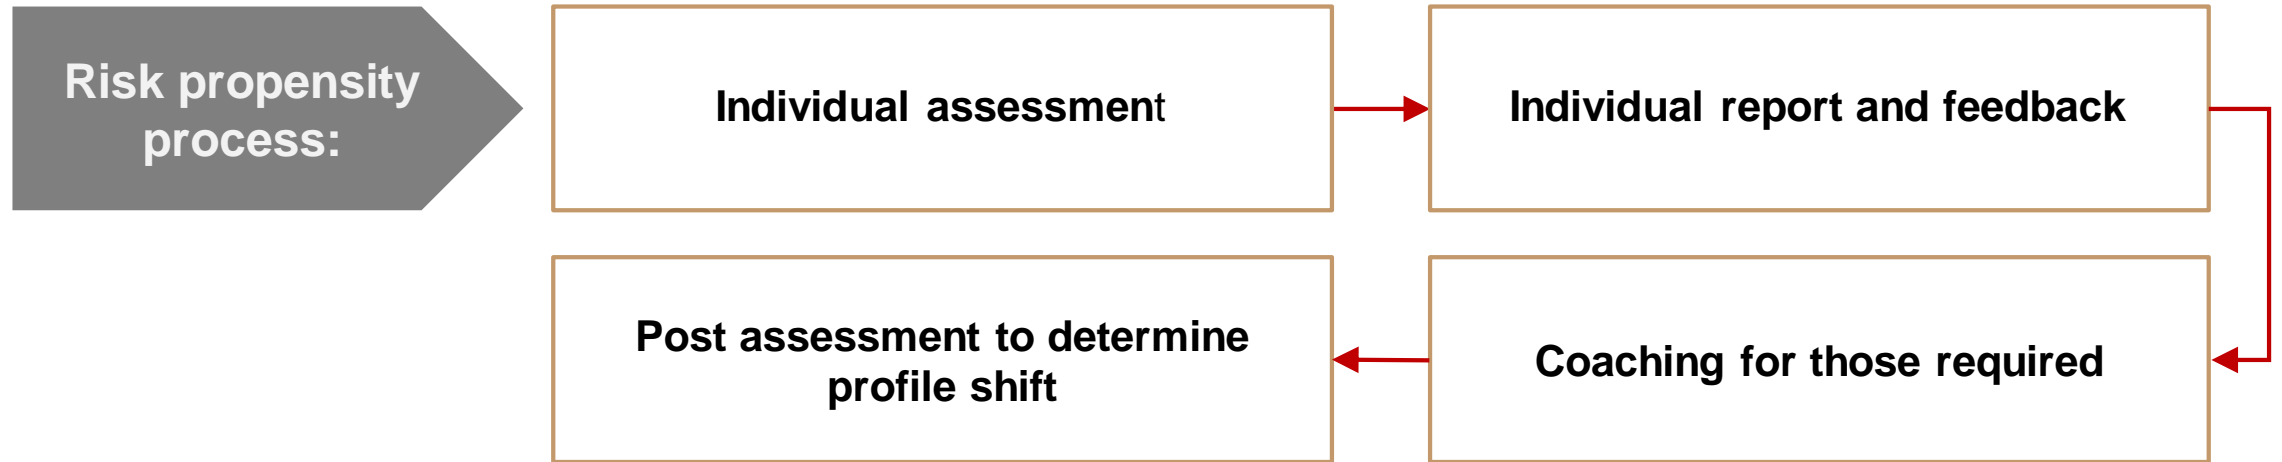 Risk propensity
process:
Individual assessment
Individual report and feedback
Coaching for those required
Post assessment to determine
profile shift